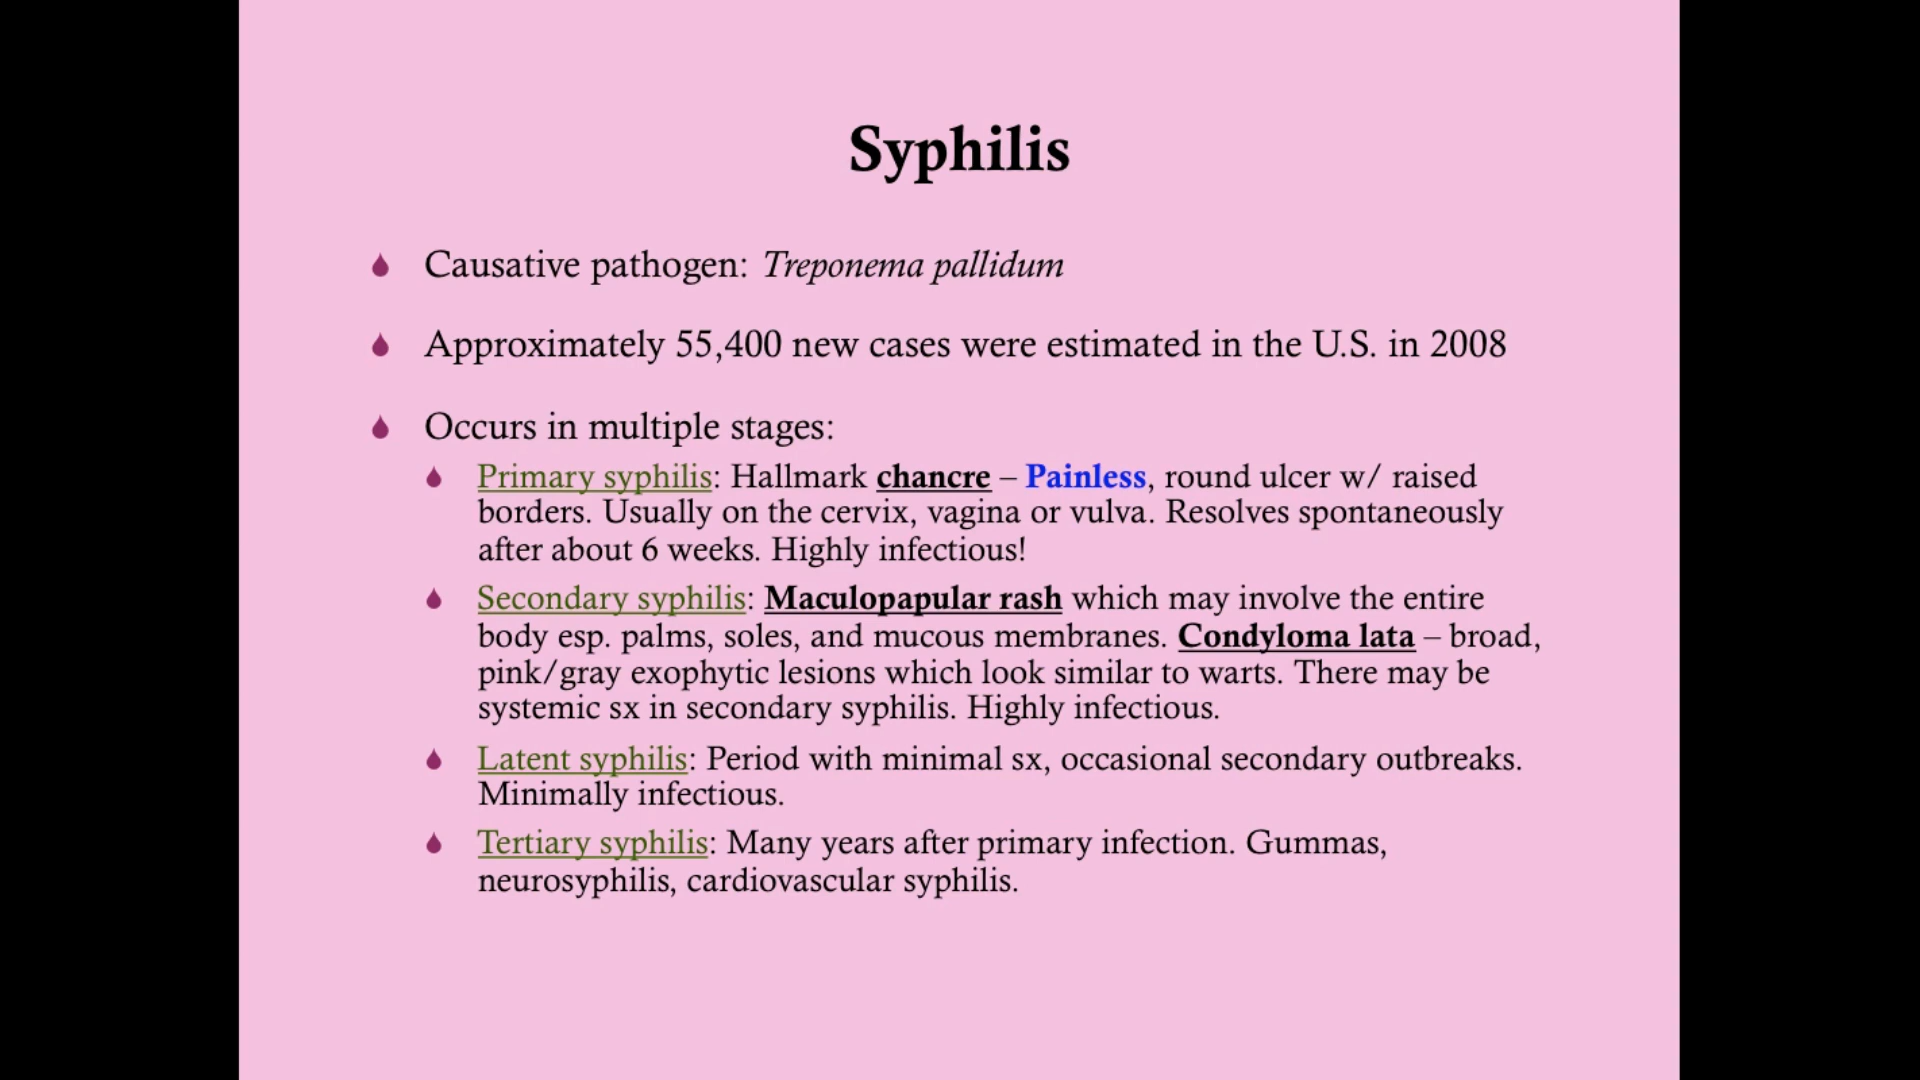 Syphilis
Causative pathogen: Treponema pallidum
Approximately 55,400 new cases were estimated in the U.S. in 2008
Occurs in multiple stages:
Primary syphilis: Hallmark chancre – Painless, round ulcer w/ raised
borders. Usually on the cervix, vagina or vulva. Resolves spontaneously
after about 6 weeks. Highly infectious!
Secondary syphilis: Maculopapular rash which may involve the entire
body esp. palms, soles, and mucous membranes. Condyloma lata – broad,
pink/gray exophytic lesions which look similar to warts. There may be
systemic sx in secondary syphilis. Highly infectious.
Latent syphilis: Period with minimal sx, occasional secondary outbreaks.
Minimally infectious.
Tertiary syphilis: Many years after primary infection. Gummas,
neurosyphilis, cardiovascular syphilis.